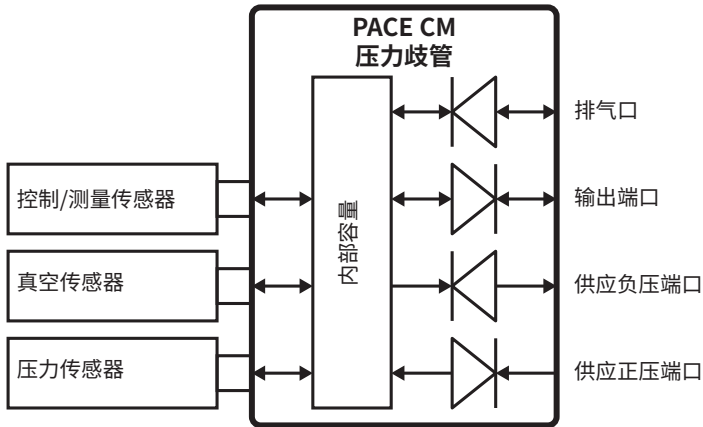 PACE CM
压力歧管
排气口
控制/测量传感器
输出端口
内部容量
真空传感器
供应负压端口
压力传感器
供应正压端口